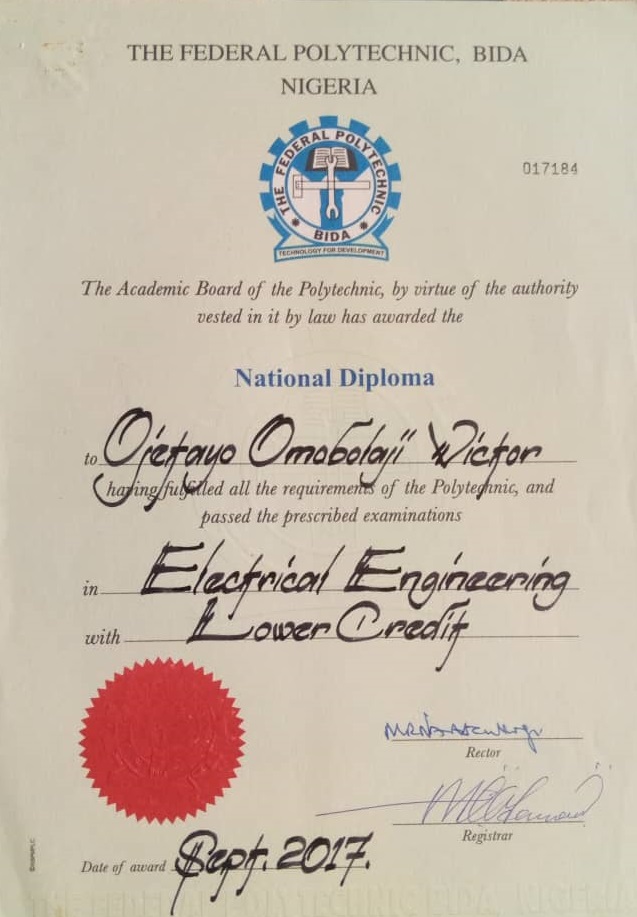 THE FEDERAL POLYTECHNIC, BIDA
NIGERIA
THE FEDERAL POLYTECHNIC
BIDA
TECHNOLOGY FOR DEVELOPMENT
017184
The Academic Board of the Polytechnic, by virtue of the authority
vested in it by law has awarded the
National Diploma
to Ojetayo Omobolaji Victor
having fulfilled all the requirements of the Polytechnic, and
passed the prescribed examinations
in Electrical Engineering
with Lower Credit
Rector
Registrar
Date of award Sept. 2017.